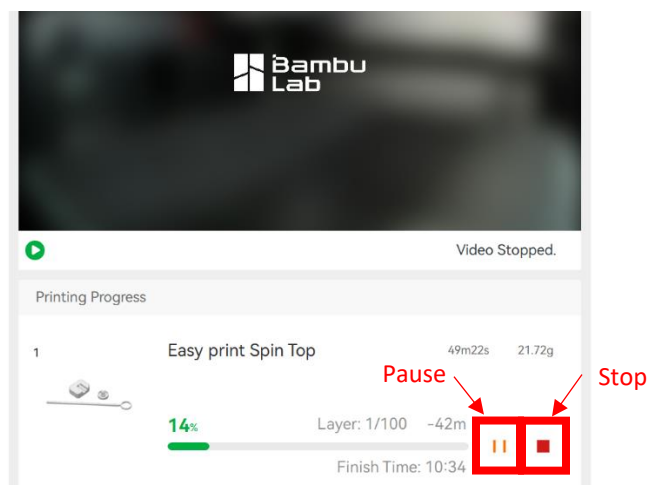 Bambu
Lab
Video Stopped.
Printing Progress
1
Easy print Spin Top
49m22s
21.72g
Pause
Stop
14%
Layer: 1/100
-42m
Finish Time: 10:34